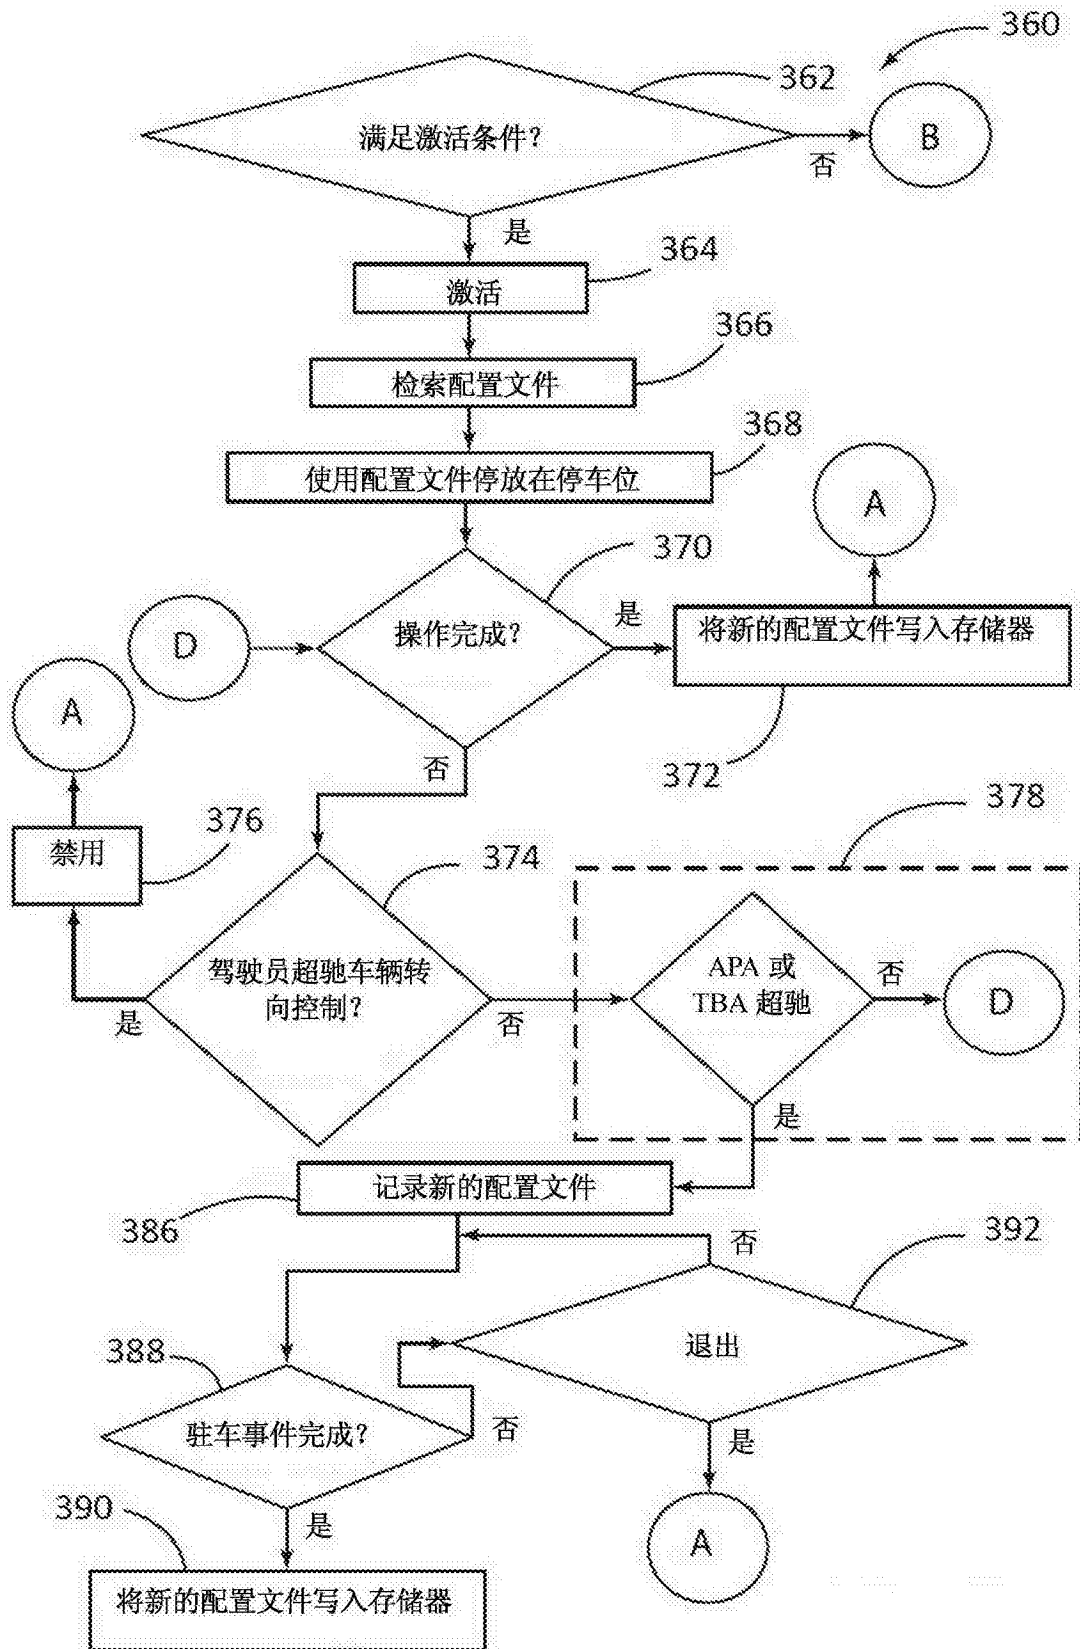 360
362
满足激活条件?
B
否
是
364
激活
366
检索配置文件
368
使用配置文件停放在停车位
A
370
操作完成?
是
将新的配置文件写入存储器
D
A
否
372
378
376
禁用
374
驾驶员超驰车辆转
向控制?
APA 或
TBA 超驰
否
D
是
否
是
记录新的配置文件
386
否
392
退出
388
驻车事件完成?
否
是
390
是
A
将新的配置文件写入存储器